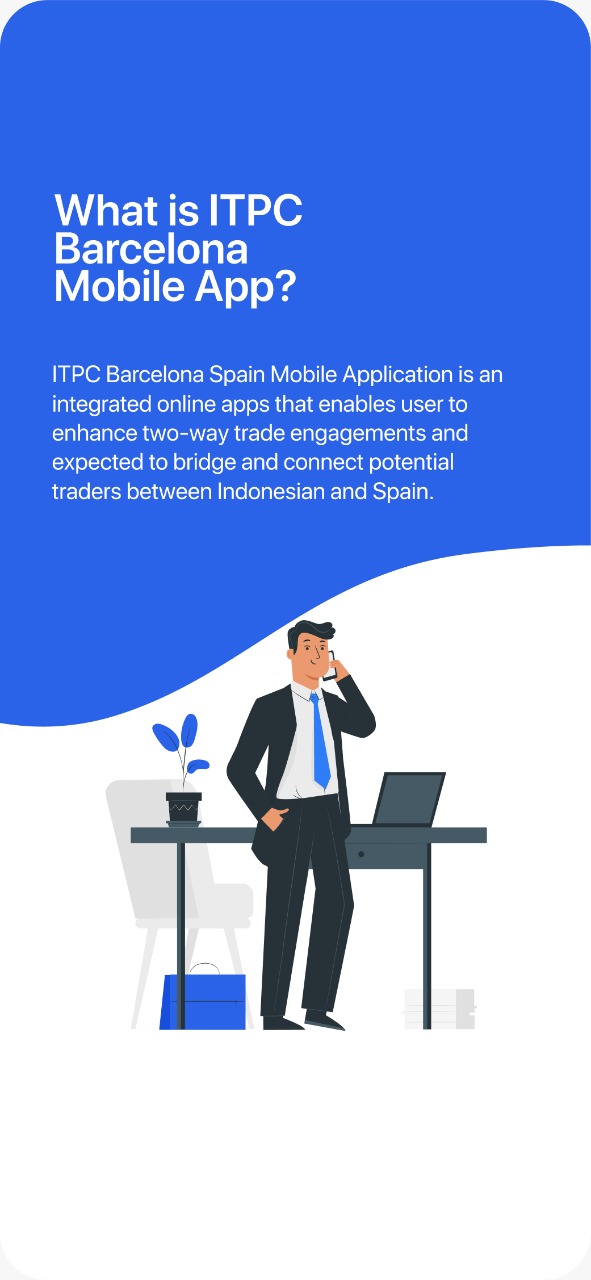 What is ITPC
Barcelona
Mobile App?
ITPC Barcelona Spain Mobile Application is an
integrated online apps that enables user to
enhance two-way trade engagements and
expected to bridge and connect potential
traders between Indonesian and Spain.